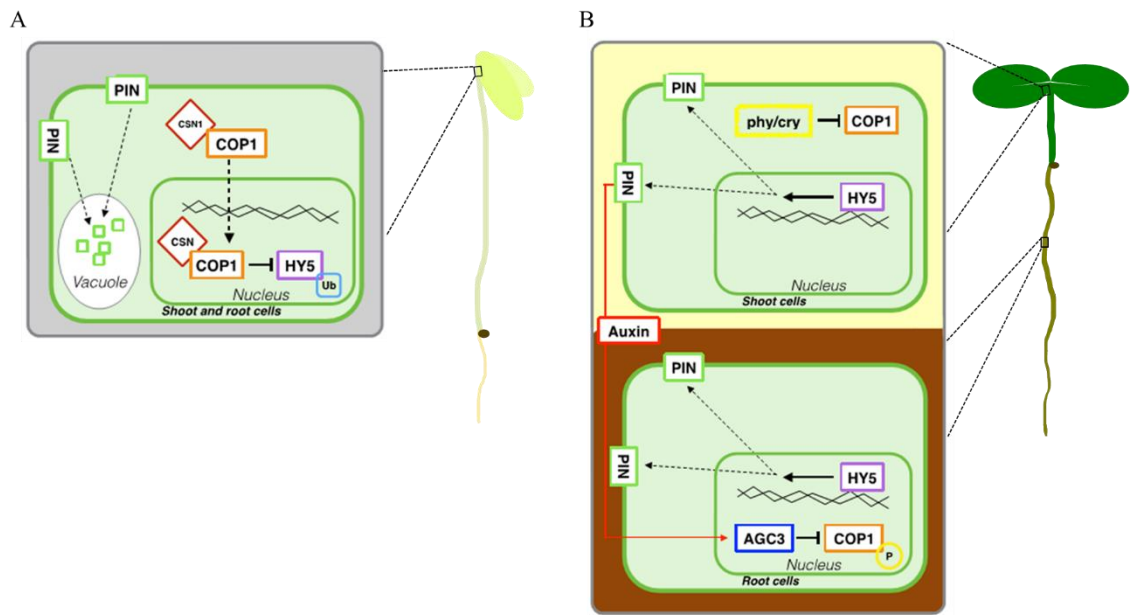 A
PIN
PIN
CSN1
COP1
CSN
COP1
HY5
Ub
Vacuole
Nucleus
Shoot and root cells
B
PIN
phy/cry
COP1
PIN
HY5
Nucleus
Shoot cells
Auxin
PIN
PIN
HY5
AGC3
COP1
P
Nucleus
Root cells